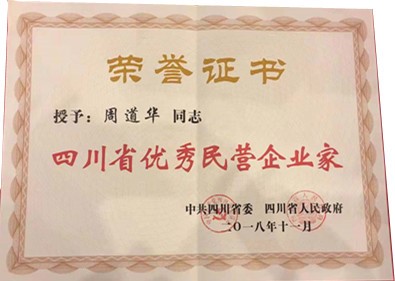 荣誉证书
授予：周道华 同志
四川省优秀民营企业家
中共四川省委 四川省人民政府
二〇一八年十一月